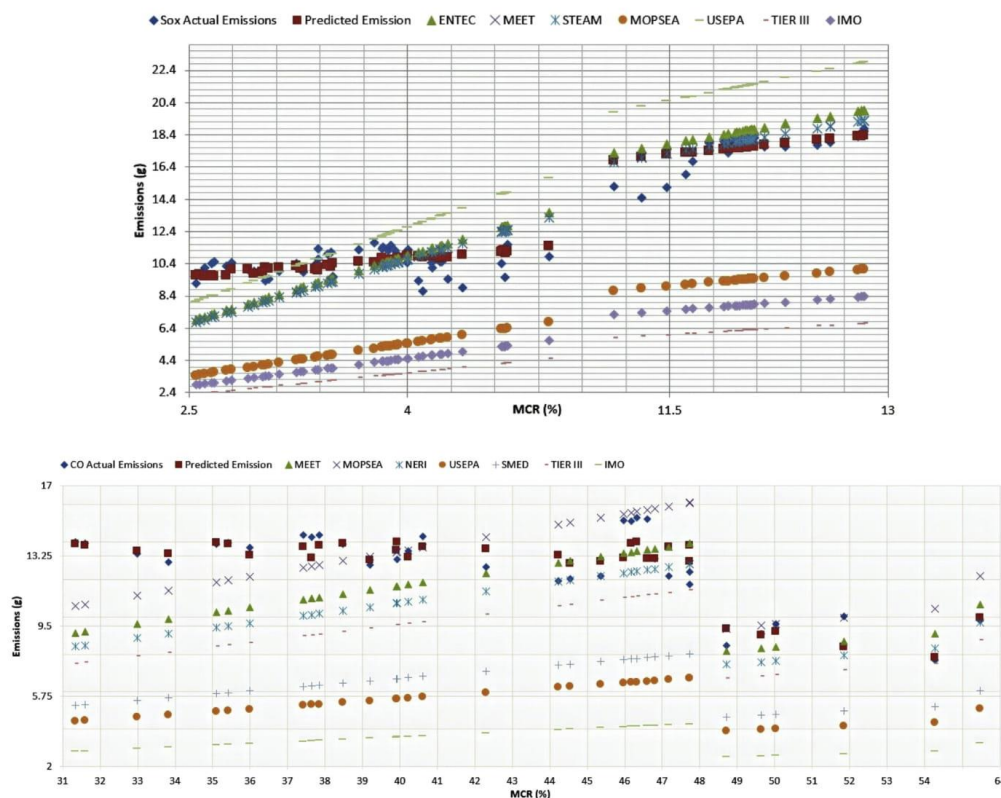 Sox Actual Emissions Predicted Emission ENTEC MEET STEAM MOPSEA USEPA TIER III IMO
22.4
20.4
18.4
16.4
14.4
12.4
10.4
8.4
6.4
4.4
2.4
Emissions (g)
2.5 4 11.5 13
MCR (%)
CO Actual Emissions Predicted Emission MEET MOPSEA NERI USEPA SMED TIER III IMO
17
13.25
9.5
5.75
2
Emissions (g)
31 32 33 34 35 36 37 38 39 40 41 42 43 44 45 46 47 48 49 50 51 52 54 6
MCR (%)